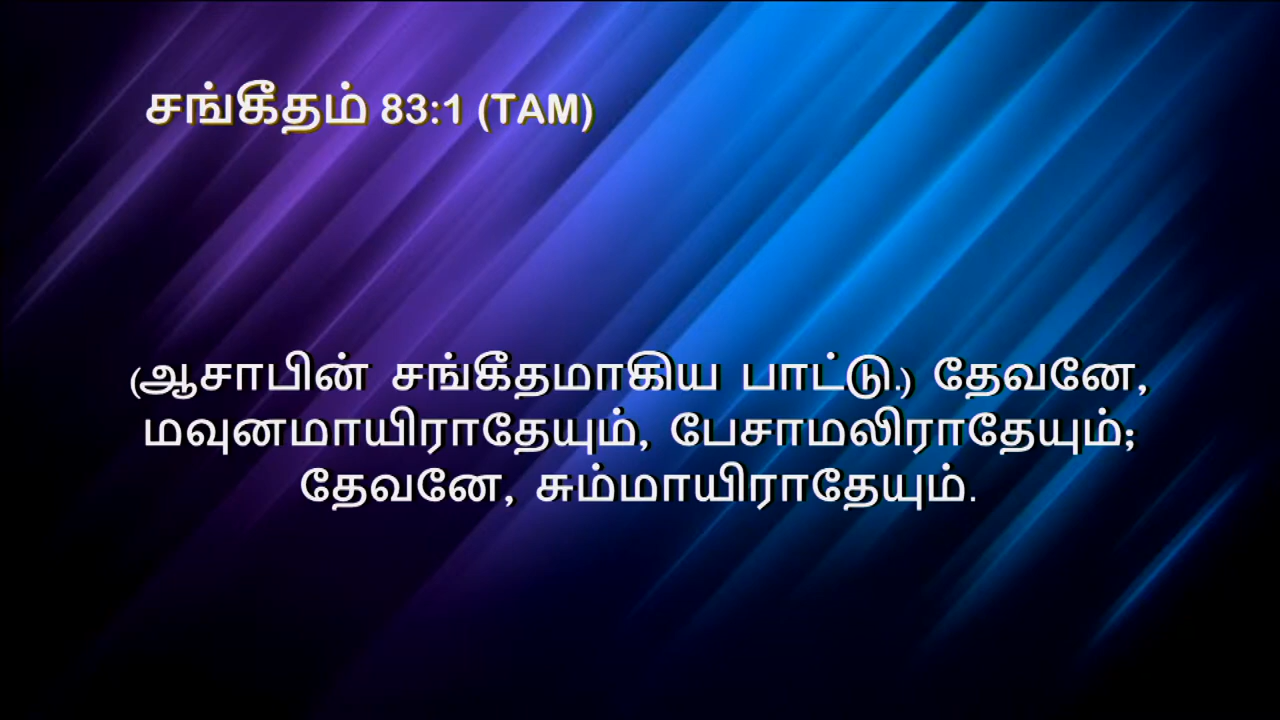 சங்கீதம் 83:1 (TAM)
(ஆசாபின் சங்கீதமாகிய பாட்டு.) தேவனே,
மவுனமாயிராதேயும், பேசாமலிராதேயும்;
தேவனே, சும்மாயிராதேயும்.